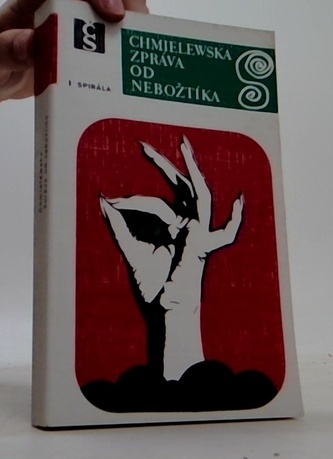 ČS
CHMIELEWSKA
ZPRÁVA
OD
NEBOŽTÍKA
SPIRÁLA